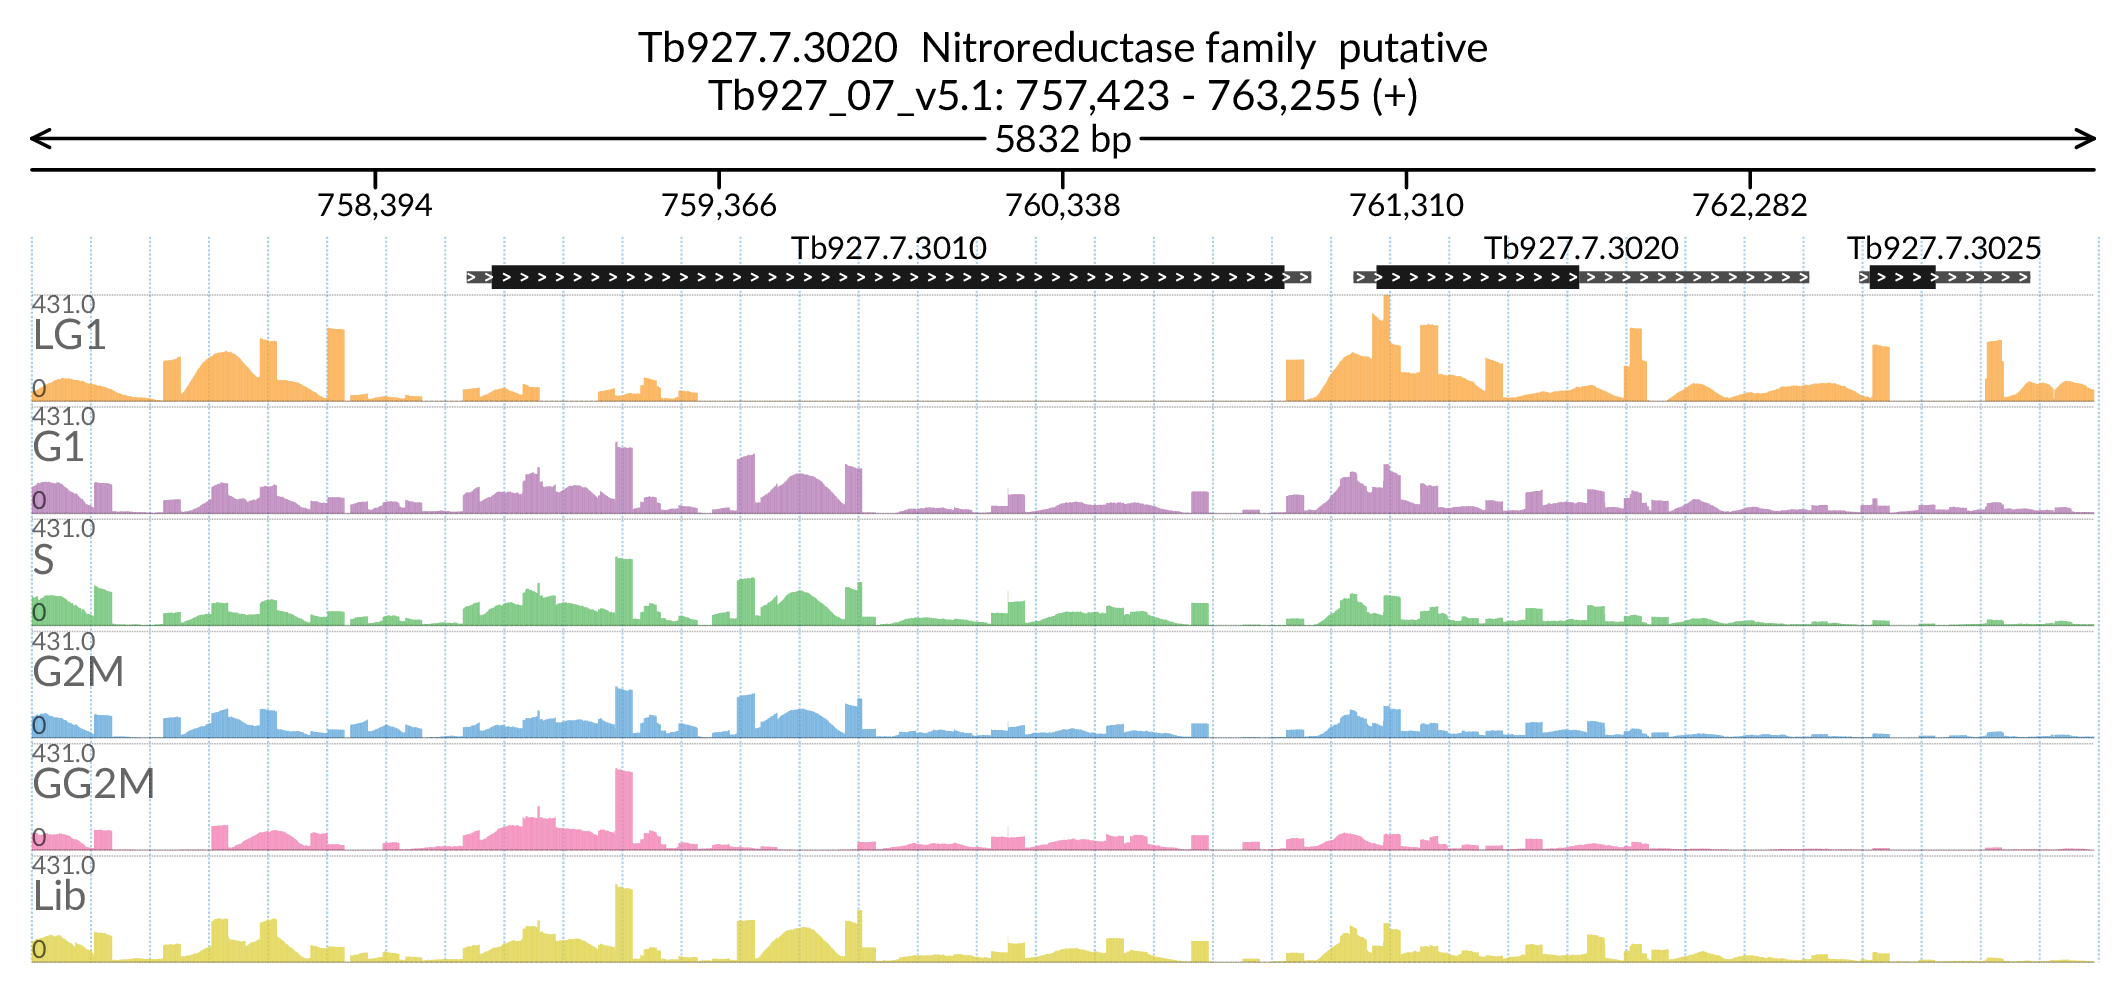 Tb927.7.3020 Nitroreductase family putative
Tb927_07_v5.1: 757,423 - 763,255 (+)
5832 bp
758,394 759,366 760,338 761,310 762,282
Tb927.7.3010 Tb927.7.3020 Tb927.7.3025
431.0
LG1
0
431.0
G1
0
431.0
S
0
431.0
G2M
0
431.0
GG2M
0
431.0
Lib
0